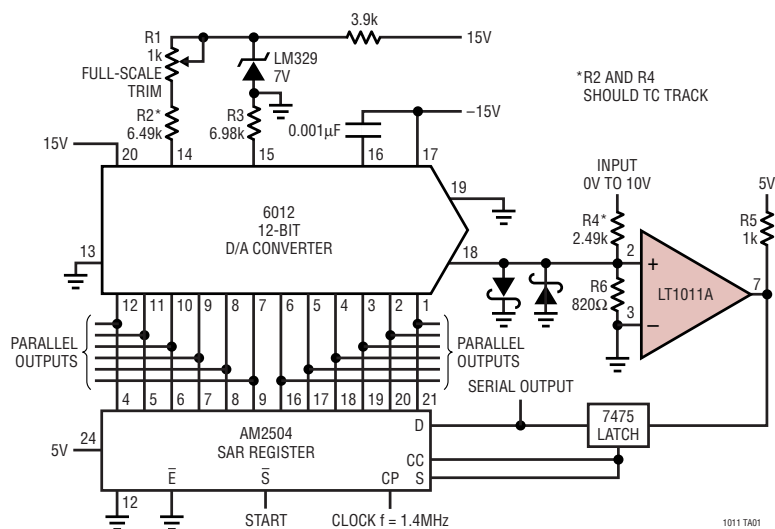 R1
1k
FULL-SCALE
TRIM
3.9k
15V
LM329
7V
*R2 AND R4
SHOULD TC TRACK
R2*
6.49k
R3
6.98k
0.001µF
–15V
15V
20
14
15
16
17
INPUT
0V TO 10V
5V
19
6012
12-BIT
D/A CONVERTER
13
18
R4*
2.49k
R5
1k
2
+
R6
820Ω
LT1011A
7
3
–
12
11
10
9
8
7
6
5
4
3
2
1
PARALLEL
OUTPUTS
PARALLEL
OUTPUTS
4
5
6
7
8
9
16
17
18
19
20
21
SERIAL OUTPUT
7475
LATCH
D
24
5V
AM2504
SAR REGISTER
CC
S
E
S
CP
12
START
CLOCK f = 1.4MHz
1011 TA01